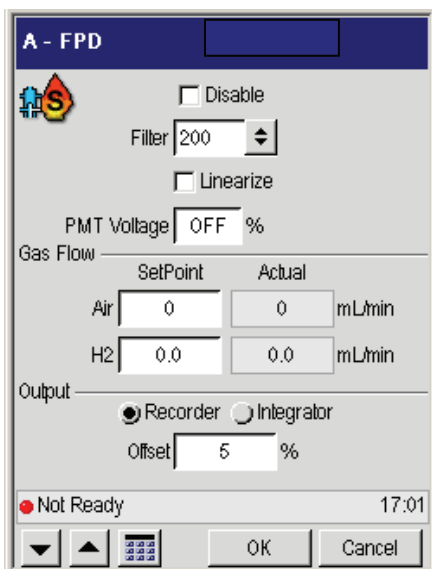 A - FPD
S
Disable
Filter 200
Linearize
PMT Voltage OFF %
Gas Flow
SetPoint Actual
Air 0 0 mL/min
H2 0.0 0.0 mL/min
Output
Recorder Integrator
Offset 5 %
Not Ready 17:01
OK Cancel